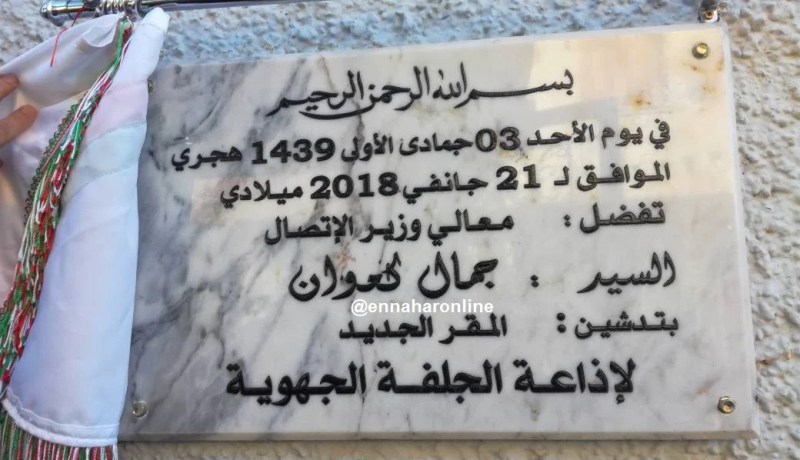 بسم الله الرحمن الرحيم
في يوم الأحد 03 جمادى الأولى 1439 هجري
الموافق لـ 21 جانفي 2018 ميلادي
تفضل : معالي وزير الإتصال
السيد : جمال كعوان
@ennaharonline
بتدشين : المقر الجديد
لإذاعة الجلفة الجهوية